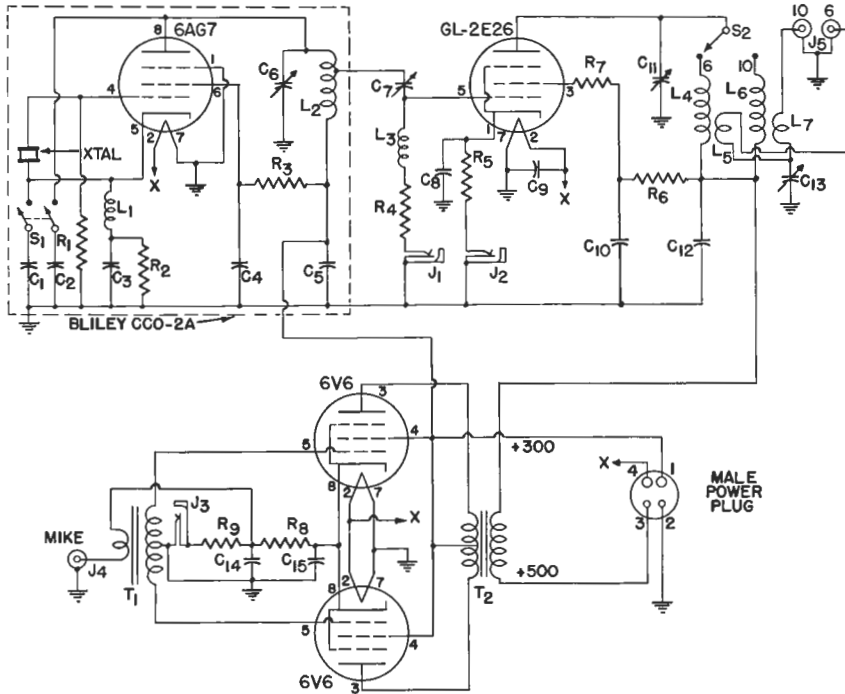 6AG7
8
1
6
4
5
2
7
X
XTAL
L1
S1
R1
R2
C1
C2
C3
C4
C5
R3
C6
L2
BLILEY CCO-2A
GL-2E26
C7
5
3
1
7
2
R7
L3
R4
C8
R5
C9
X
J1
J2
C10
R6
C11
C12
S2
6
10
L4
L6
L5
L7
C13
10
6
J5
6V6
3
5
4
8
2
7
X
MIKE
J4
T1
J3
R9
R8
C14
C15
2
7
8
5
4
3
6V6
T2
+300
+500
X
4
1
3
2
MALE
POWER
PLUG